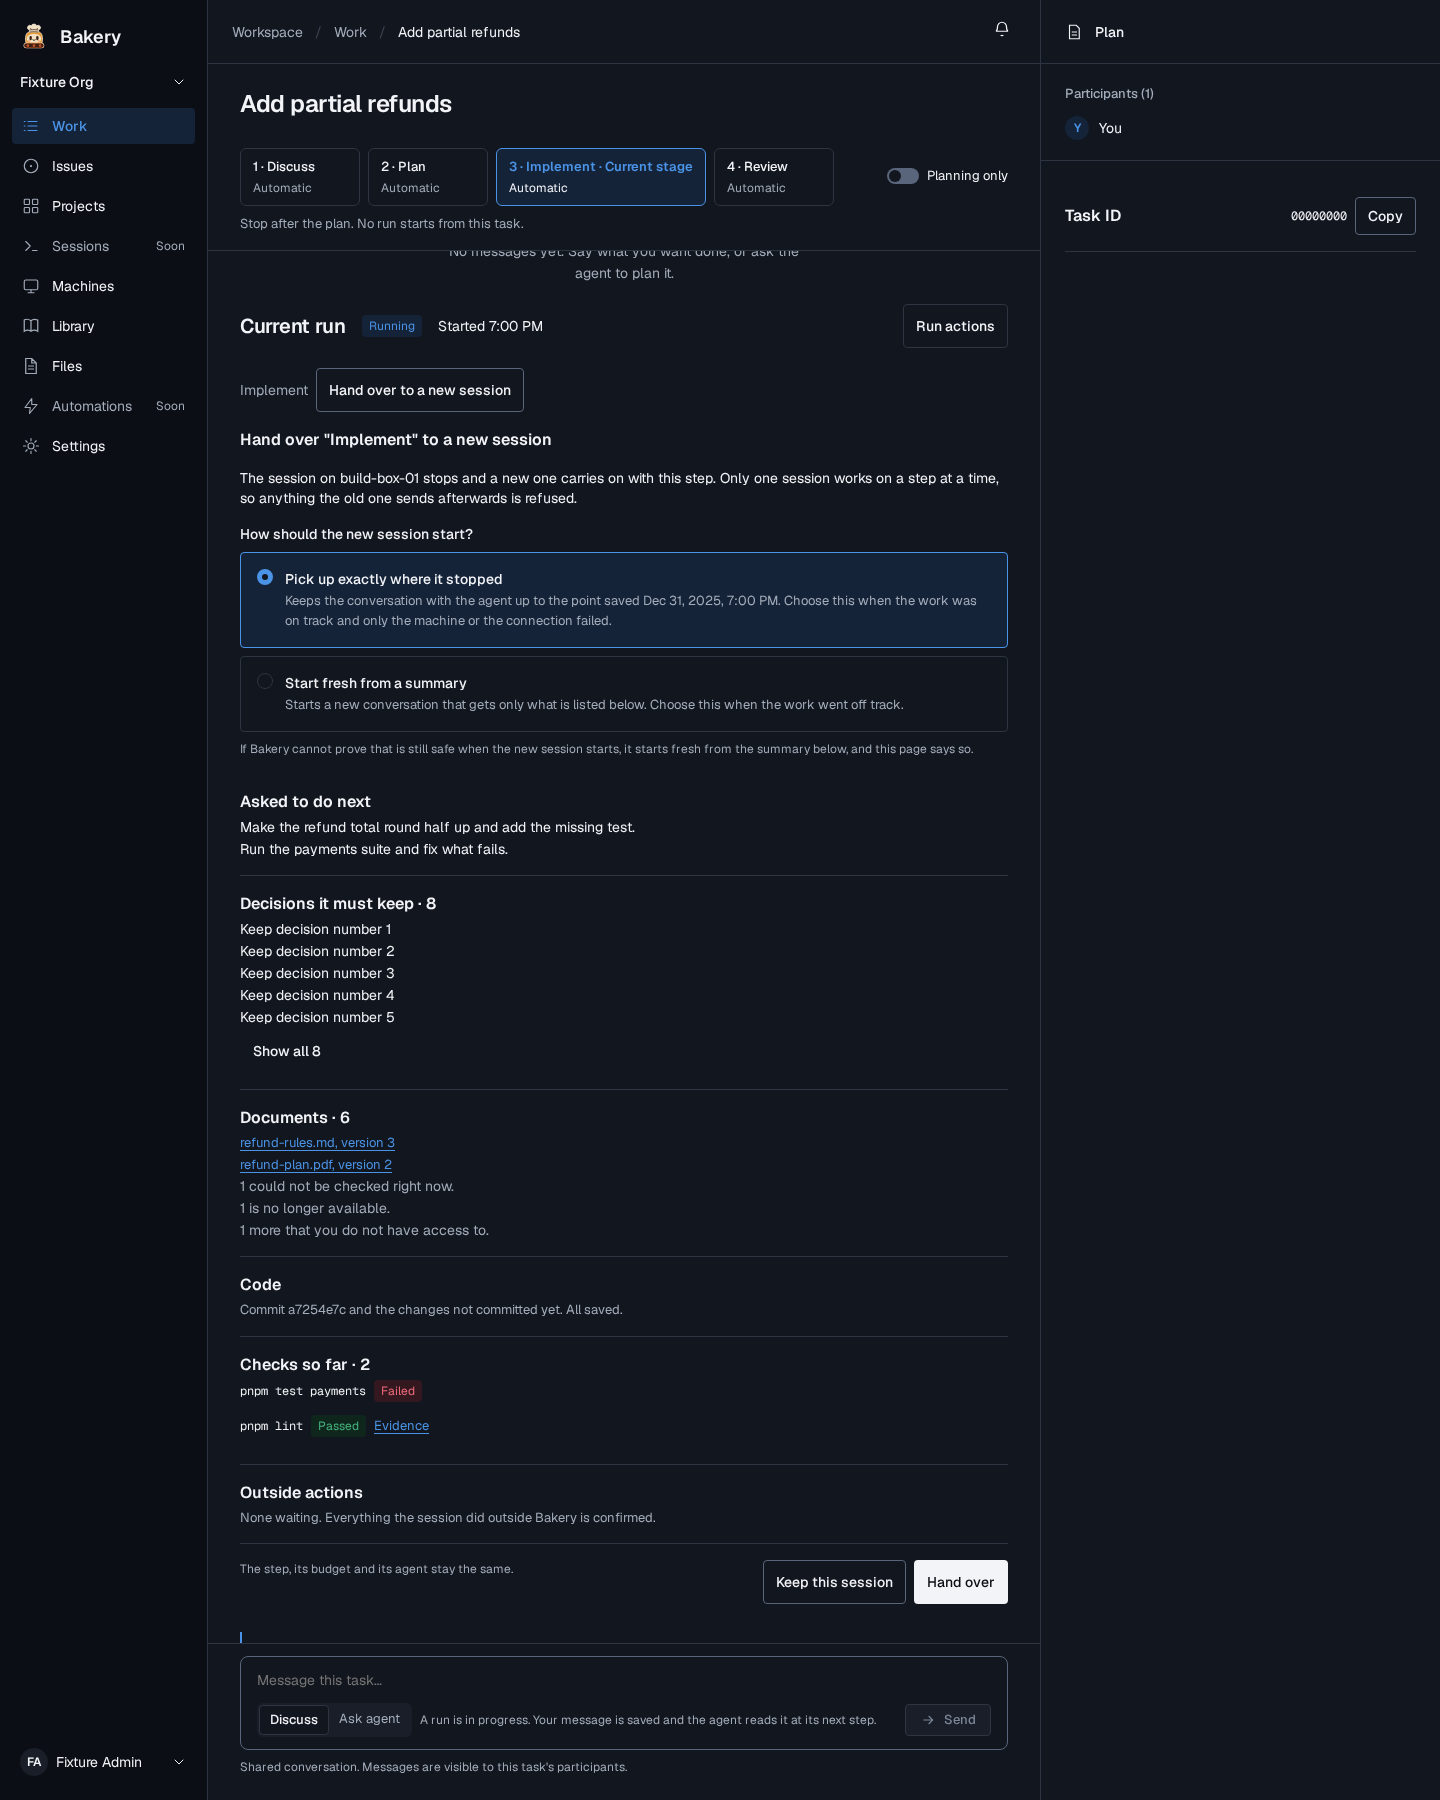 Bakery
Fixture Org
Work
Issues
Projects
Sessions Soon
Machines
Library
Files
Automations Soon
Settings
FA Fixture Admin
Workspace / Work / Add partial refunds
Add partial refunds
1 · Discuss
Automatic
2 · Plan
Automatic
3 · Implement · Current stage
Automatic
4 · Review
Automatic
Planning only
Stop after the plan. No run starts from this task.
No messages yet. Say what you want done, or ask the
agent to plan it.
Current run Running Started 7:00 PM Run actions
Implement Hand over to a new session
Hand over "Implement" to a new session
The session on build-box-01 stops and a new one carries on with this step. Only one session works on a step at a time,
so anything the old one sends afterwards is refused.
How should the new session start?
Pick up exactly where it stopped
Keeps the conversation with the agent up to the point saved Dec 31, 2025, 7:00 PM. Choose this when the work was
on track and only the machine or the connection failed.
Start fresh from a summary
Starts a new conversation that gets only what is listed below. Choose this when the work went off track.
If Bakery cannot prove that is still safe when the new session starts, it starts fresh from the summary below, and this page says so.
Asked to do next
Make the refund total round half up and add the missing test.
Run the payments suite and fix what fails.
Decisions it must keep · 8
Keep decision number 1
Keep decision number 2
Keep decision number 3
Keep decision number 4
Keep decision number 5
Show all 8
Documents · 6
refund-rules.md, version 3
refund-plan.pdf, version 2
1 could not be checked right now.
1 is no longer available.
1 more that you do not have access to.
Code
Commit a7254e7c and the changes not committed yet. All saved.
Checks so far · 2
pnpm test payments Failed
pnpm lint Passed Evidence
Outside actions
None waiting. Everything the session did outside Bakery is confirmed.
The step, its budget and its agent stay the same.
Keep this session Hand over
Message this task…
Discuss Ask agent A run is in progress. Your message is saved and the agent reads it at its next step. Send
Shared conversation. Messages are visible to this task's participants.
Plan
Participants (1)
Y You
Task ID 00000000 Copy